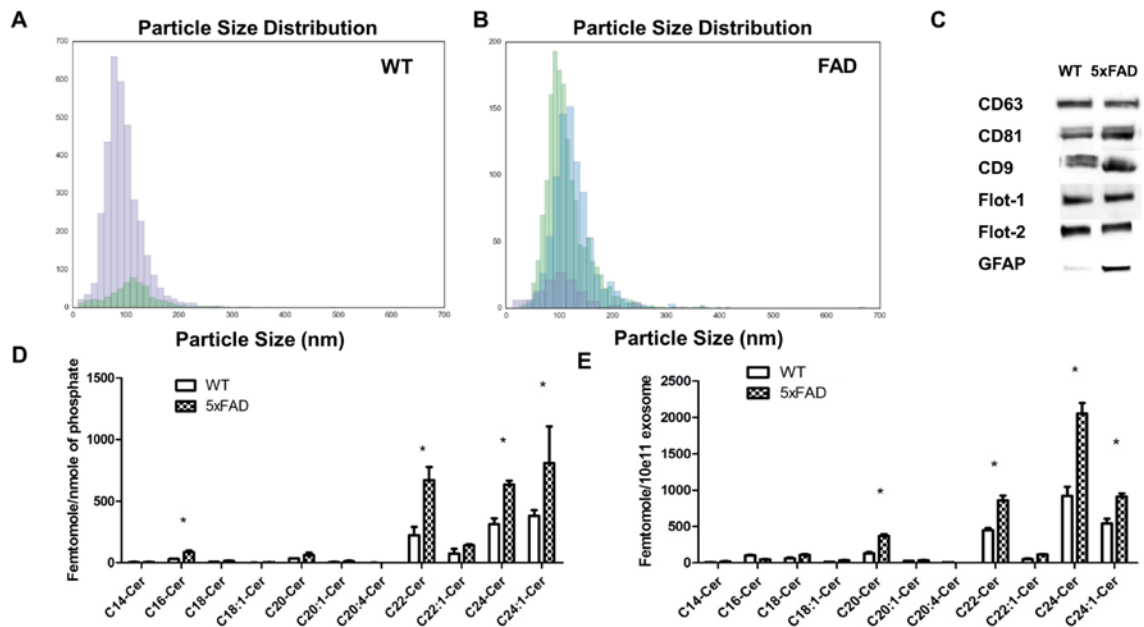 A
Particle Size Distribution
WT
700
600
500
400
300
200
100
0
0 100 200 300 400 500 600 700
Particle Size (nm)
B
Particle Size Distribution
FAD
200
150
100
50
0
0 100 200 300 400 500 600 700
Particle Size (nm)
C
WT 5xFAD
CD63
CD81
CD9
Flot-1
Flot-2
GFAP
D
Femtomole/nmole of phosphate
1500
1000
500
0
WT
5xFAD
*
*
*
*
C14-Cer
C16-Cer
C18-Cer
C18:1-Cer
C20-Cer
C20:1-Cer
C20:4-Cer
C22-Cer
C22:1-Cer
C24-Cer
C24:1-Cer
E
Femtomole/10e11 exosome
2500
2000
1500
1000
500
0
WT
5xFAD
*
*
*
*
C14-Cer
C16-Cer
C18-Cer
C18:1-Cer
C20-Cer
C20:1-Cer
C20:4-Cer
C22-Cer
C22:1-Cer
C24-Cer
C24:1-Cer